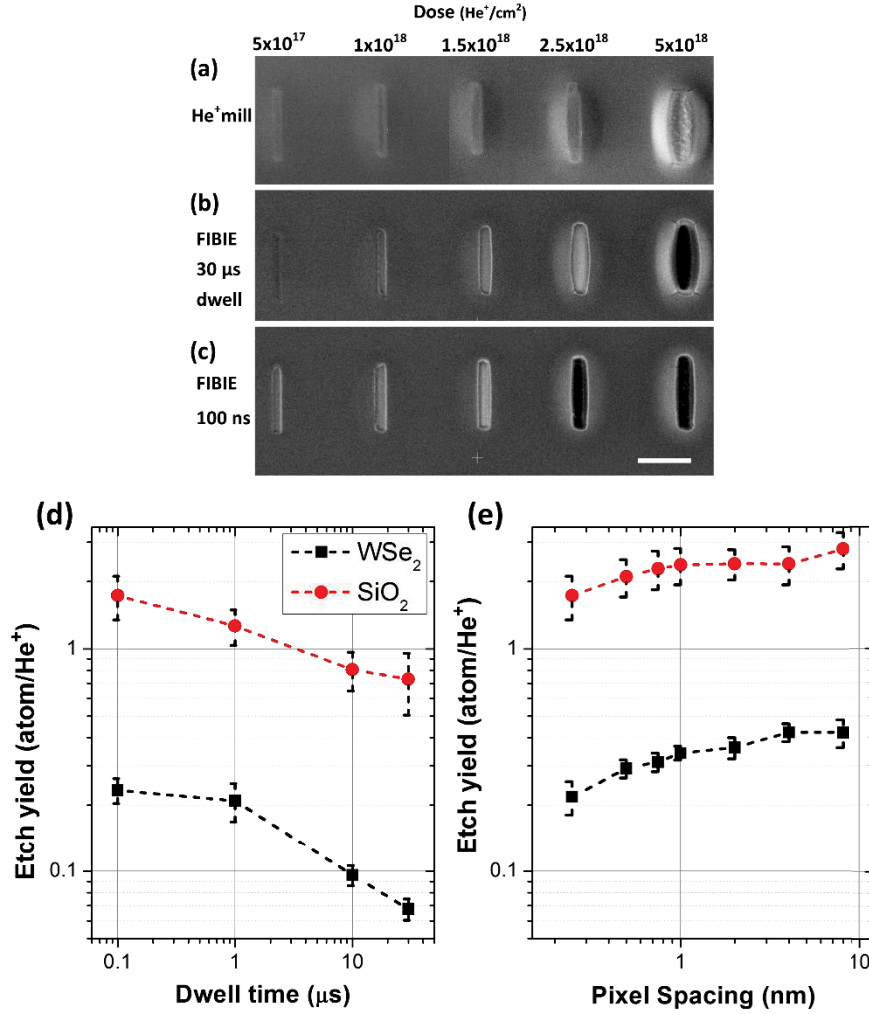 Dose (He⁺/cm²)
5x10¹⁷ 1x10¹⁸ 1.5x10¹⁸ 2.5x10¹⁸ 5x10¹⁸
(a)
He⁺mill
(b)
FIBIE
30 μs
dwell
(c)
FIBIE
100 ns
(d)
WSe₂
SiO₂
1
0.1
Etch yield (atom/He⁺)
0.1 1 10
Dwell time (μs)
(e)
1
0.1
Etch yield (atom/He⁺)
1 10
Pixel Spacing (nm)